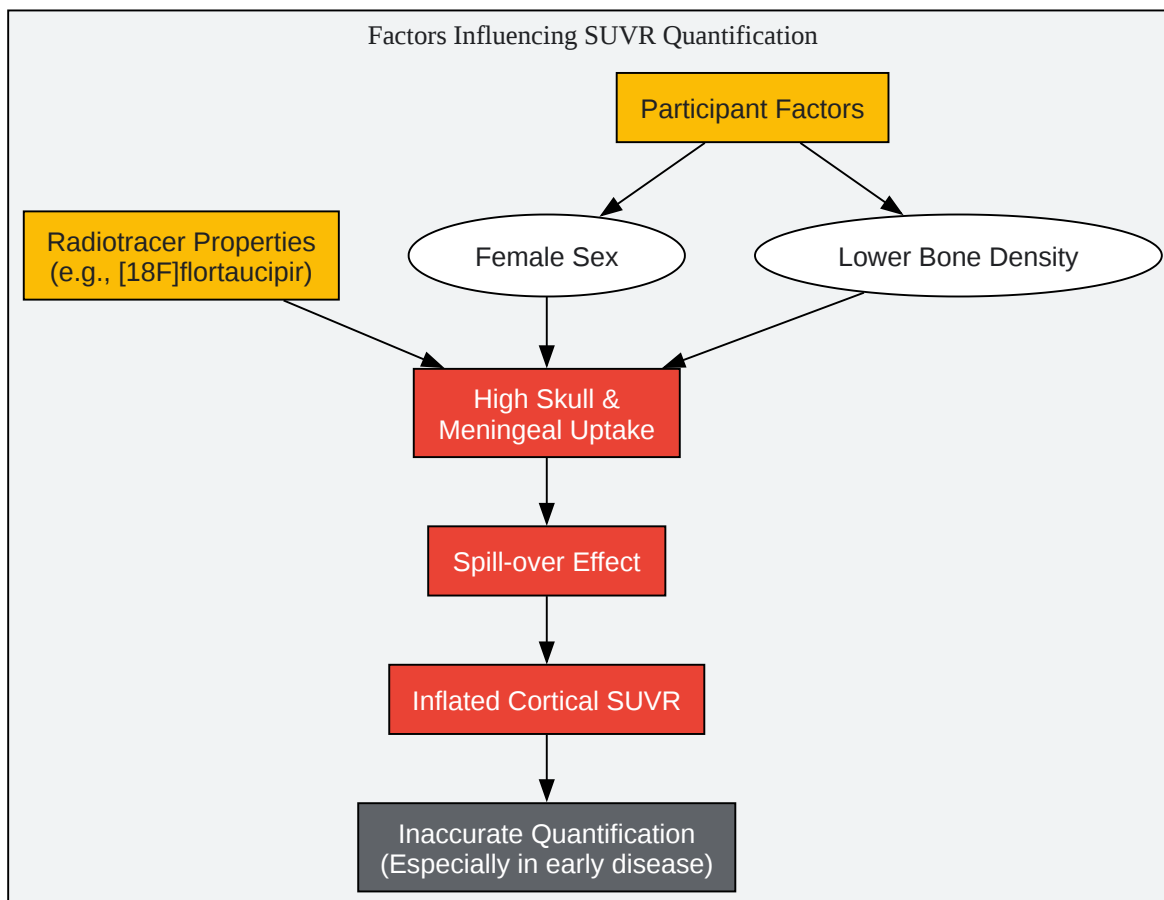 Factors Influencing SUVR Quantification
Participant Factors
Radiotracer Properties
(e.g., [18F]flortaucipir)
Female Sex
Lower Bone Density
High Skull &
Meningeal Uptake
Spill-over Effect
Inflated Cortical SUVR
Inaccurate Quantification
(Especially in early disease)